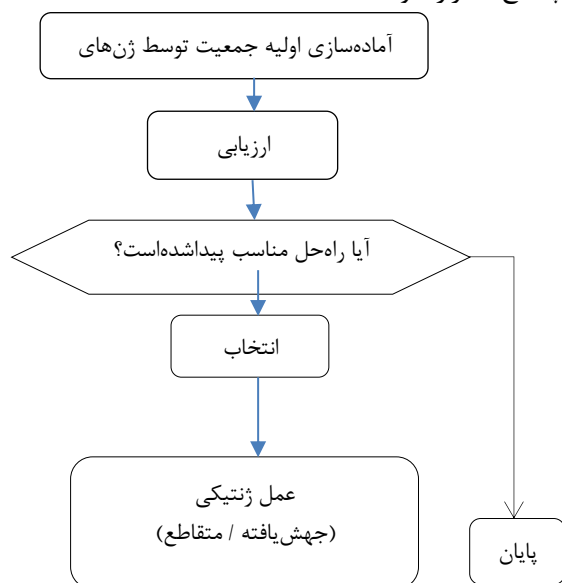 آماده‌سازی اولیه جمعیت توسط ژن‌های
ارزیابی
آیا راه‌حل مناسب پیداشده‌است؟
انتخاب
عمل ژنتیکی
(جهش‌یافته / متقاطع)
پایان